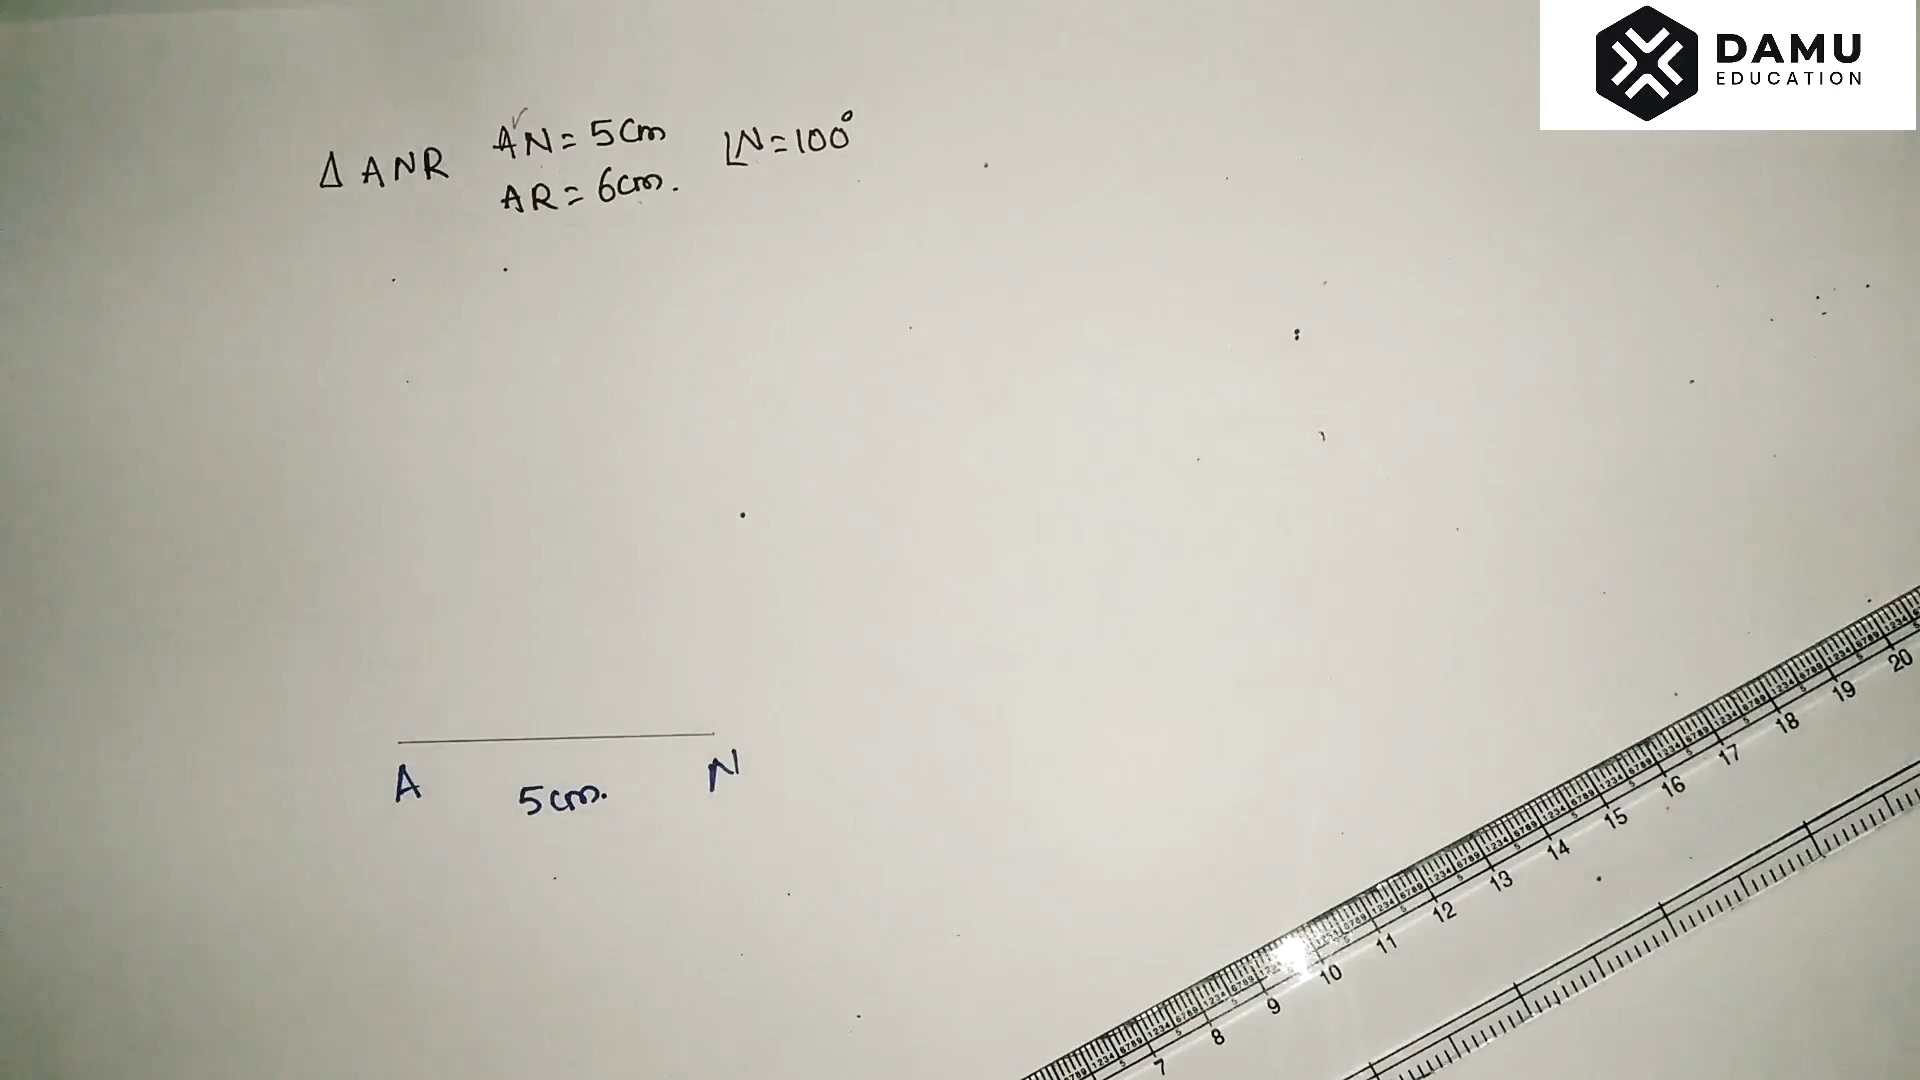 DAMU
EDUCATION
Δ ANR AN = 5cm ∠N = 100°
AR = 6cm.
A N
5cm.
20
19
18
17
16
15
14
13
12
11
10
9
8
7